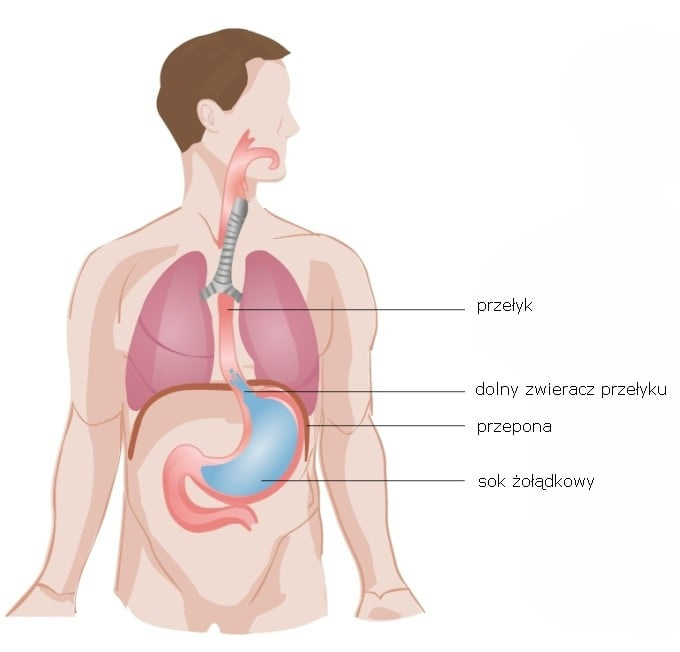 przełyk
dolny zwieracz przełyku
przepona
sok żołądkowy